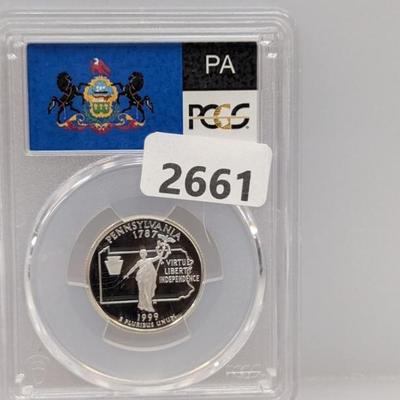 PA
PCGS
2661
PENNSYLVANIA
1787
VIRTUE
LIBERTY
INDEPENDENCE
1999
E PLURIBUS UNUM